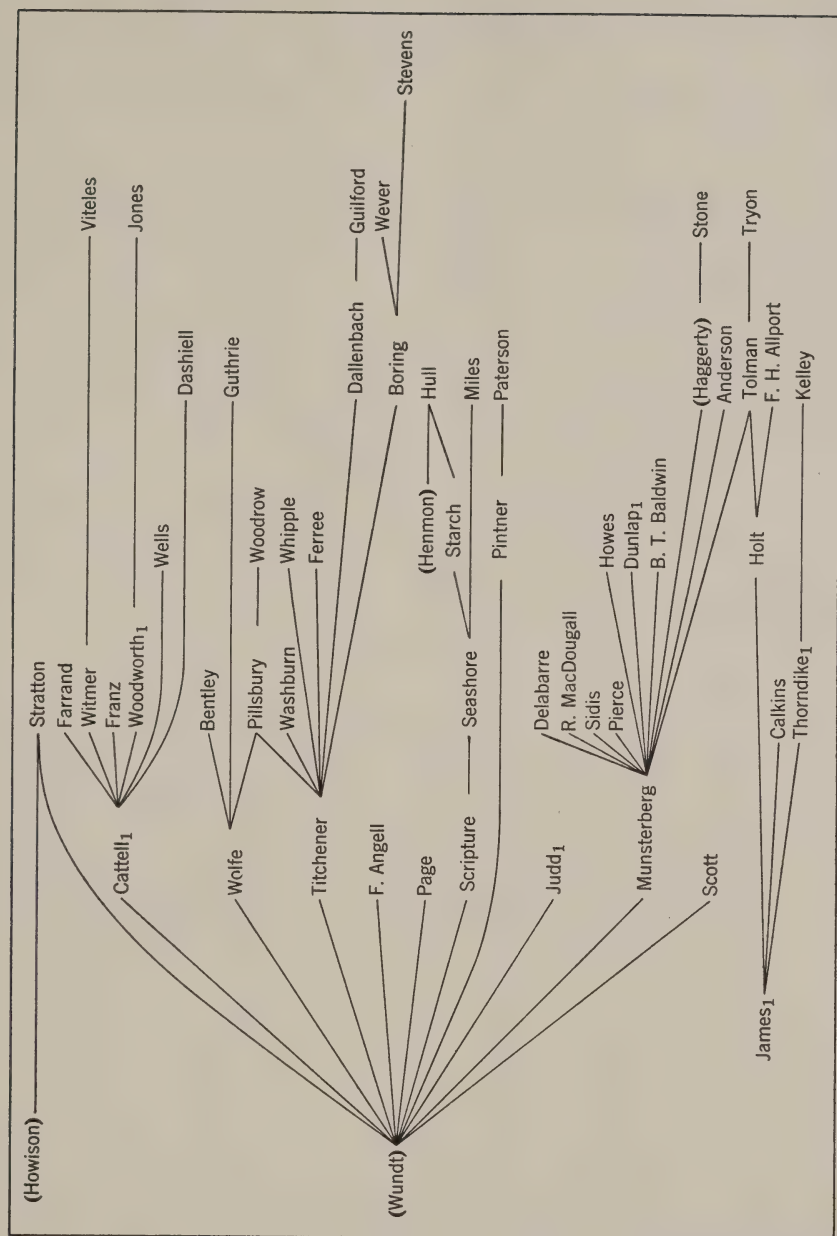 (Howison)
(Wundt)
James1
Cattell1
Wolfe
Titchener
F. Angell
Page
Scripture
Judd1
Munsterberg
Scott
Stratton
Farrand
Witmer
Franz
Woodworth1
Bentley
Pillsbury
Washburn
Seashore
Delabarre
R. MacDougall
Sidis
Pierce
Calkins
Thorndike1
Wells
Woodrow
Whipple
Ferree
(Henmon)
Starch
Pintner
Howes
Dunlap1
B. T. Baldwin
Holt
Dashiell
Guthrie
Dallenbach
Boring
Hull
Miles
Paterson
(Haggerty)
Anderson
Tolman
F. H. Allport
Kelley
Viteles
Jones
Guilford
Wever
Stone
Tryon
Stevens